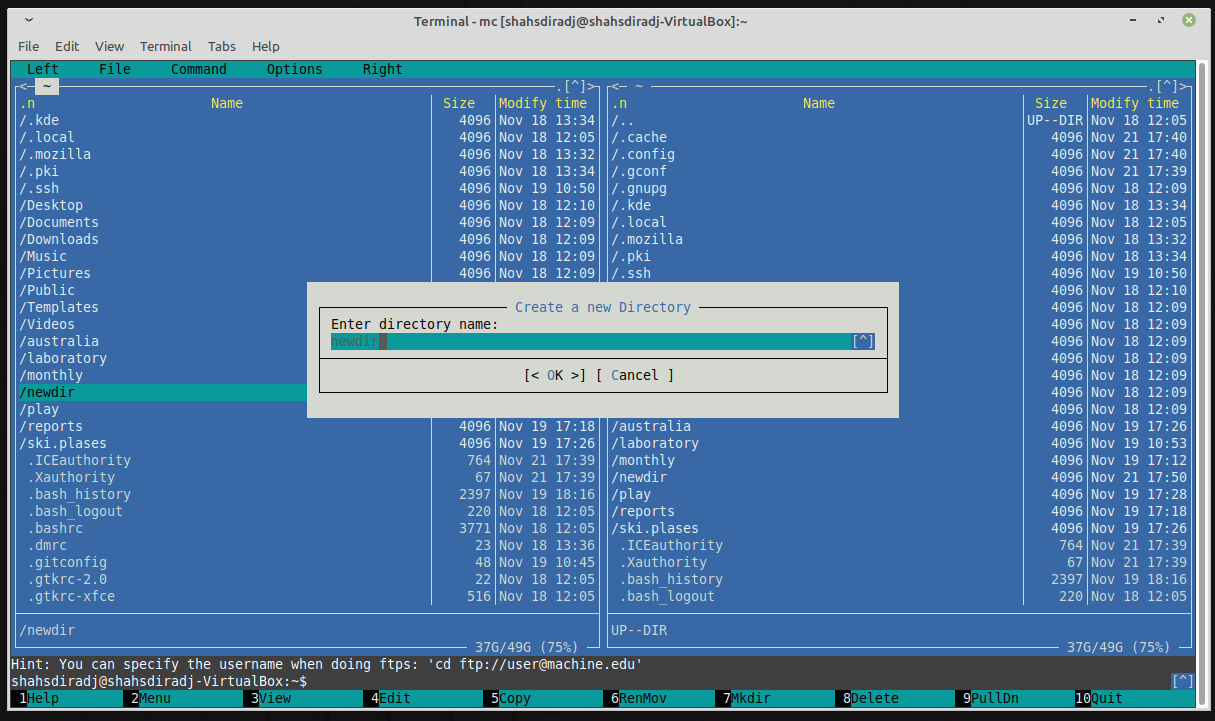 Terminal - mc [shahsdiradj@shahsdiradj-VirtualBox]:~
File Edit View Terminal Tabs Help
Left File Command Options Right
<─ ~ ─.[^]> <─ ~ ─.[^]>
.n Name Size Modify time .n Name Size Modify time
/.kde 4096 Nov 18 13:34 /.. UP--DIR Nov 18 12:05
/.local 4096 Nov 18 12:05 /.cache 4096 Nov 21 17:40
/.mozilla 4096 Nov 18 13:32 /.config 4096 Nov 21 17:40
/.pki 4096 Nov 18 13:34 /.gconf 4096 Nov 21 17:39
/.ssh 4096 Nov 19 10:50 /.gnupg 4096 Nov 18 12:09
/Desktop 4096 Nov 18 12:10 /.kde 4096 Nov 18 13:34
/Documents 4096 Nov 18 12:09 /.local 4096 Nov 18 12:05
/Downloads 4096 Nov 18 12:09 /.mozilla 4096 Nov 18 13:32
/Music 4096 Nov 18 12:09 /.pki 4096 Nov 18 13:34
/Pictures 4096 Nov 18 12:09 /.ssh 4096 Nov 19 10:50
/Public 4096 Nov 18 12:10
/Templates Create a new Directory 4096 Nov 18 12:09
/Videos Enter directory name: 4096 Nov 18 12:09
/australia newdir [^] 4096 Nov 18 12:09
/laboratory 4096 Nov 18 12:09
/monthly [< OK >] [ Cancel ] 4096 Nov 18 12:09
/newdir 4096 Nov 18 12:09
/play 4096 Nov 18 12:09
/reports 4096 Nov 19 17:18 /australia 4096 Nov 19 17:26
/ski.plases 4096 Nov 19 17:26 /laboratory 4096 Nov 19 10:53
.ICEauthority 764 Nov 21 17:39 /monthly 4096 Nov 19 17:12
.Xauthority 67 Nov 21 17:39 /newdir 4096 Nov 21 17:50
.bash_history 2397 Nov 19 18:16 /play 4096 Nov 19 17:28
.bash_logout 220 Nov 18 12:05 /reports 4096 Nov 19 17:18
.bashrc 3771 Nov 18 12:05 /ski.plases 4096 Nov 19 17:26
.dmrc 23 Nov 18 13:36 .ICEauthority 764 Nov 21 17:39
.gitconfig 48 Nov 19 10:45 .Xauthority 67 Nov 21 17:39
.gtkrc-2.0 22 Nov 18 12:05 .bash_history 2397 Nov 19 18:16
.gtkrc-xfce 516 Nov 18 12:05 .bash_logout 220 Nov 18 12:05
/newdir UP--DIR
37G/49G (75%) 37G/49G (75%)
Hint: You can specify the username when doing ftps: 'cd ftp://user@machine.edu'
shahsdiradj@shahsdiradj-VirtualBox:~$ [^]
1Help 2Menu 3View 4Edit 5Copy 6RenMov 7Mkdir 8Delete 9PullDn 10Quit